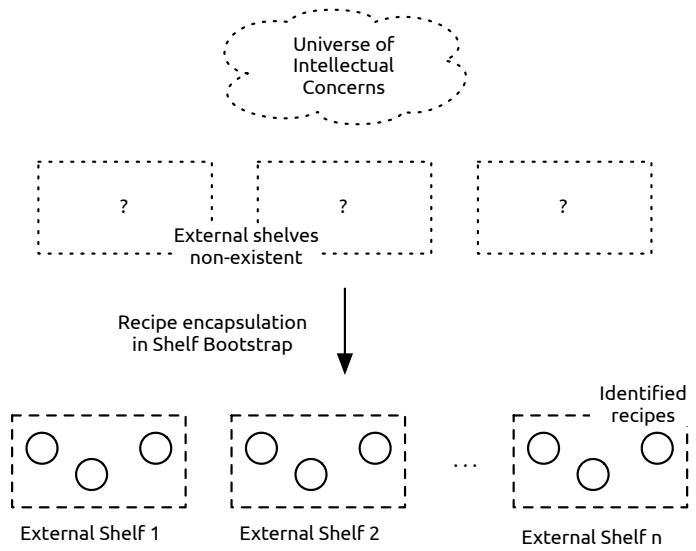 Universe of
Intellectual
Concerns
?
?
?
External shelves
non-existent
Recipe encapsulation
in Shelf Bootstrap
Identified
recipes
...
External Shelf 1
External Shelf 2
External Shelf n